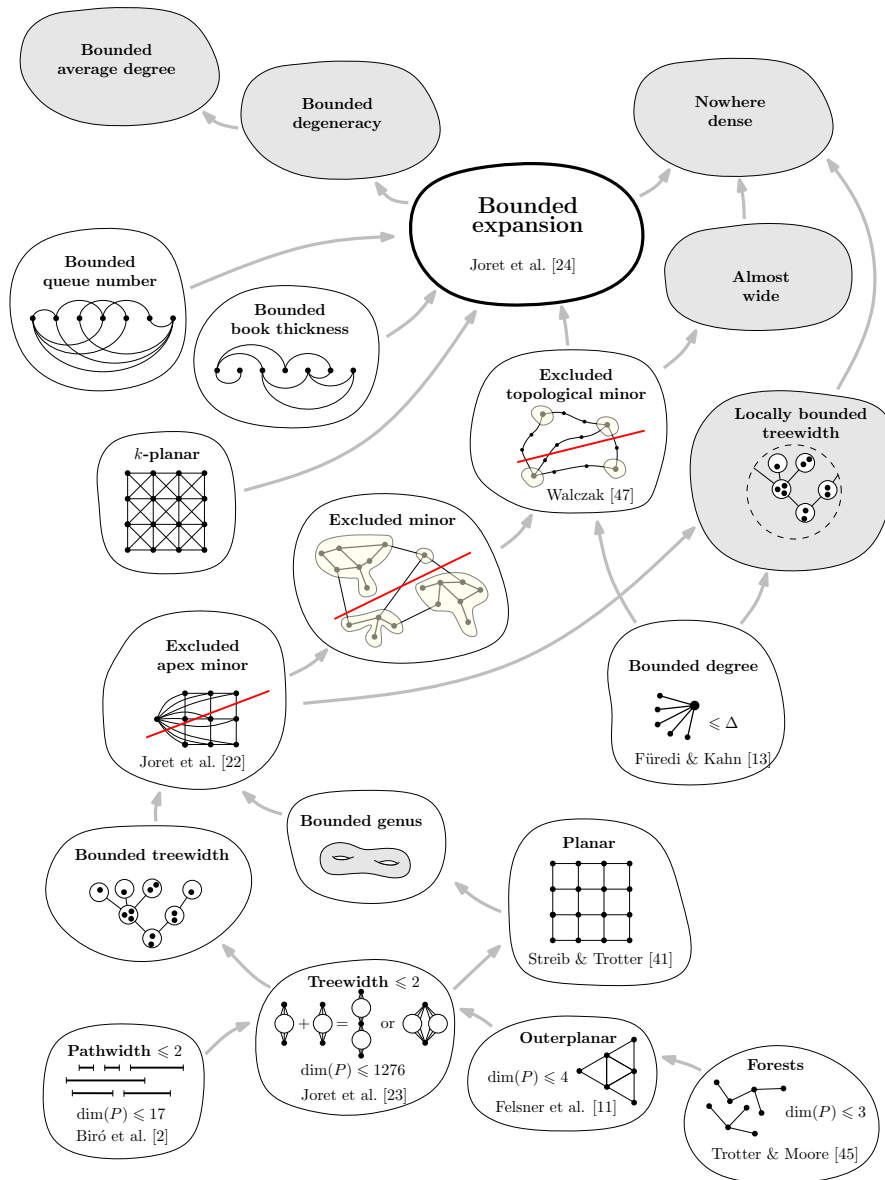 Bounded
average degree
Bounded
degeneracy
Nowhere
dense
Bounded
expansion
Joret et al. [24]
Bounded
queue number
Almost
wide
Bounded
book thickness
Excluded
topological minor
Walczak [47]
Locally bounded
treewidth
k-planar
Excluded minor
Excluded
apex minor
Joret et al. [22]
Bounded degree
⩽ Δ
Füredi & Kahn [13]
Bounded treewidth
Bounded genus
Planar
Streib & Trotter [41]
Treewidth ⩽ 2
+ = or
dim(P) ⩽ 1276
Joret et al. [23]
Pathwidth ⩽ 2
dim(P) ⩽ 17
Biró et al. [2]
Outerplanar
dim(P) ⩽ 4
Felsner et al. [11]
Forests
dim(P) ⩽ 3
Trotter & Moore [45]